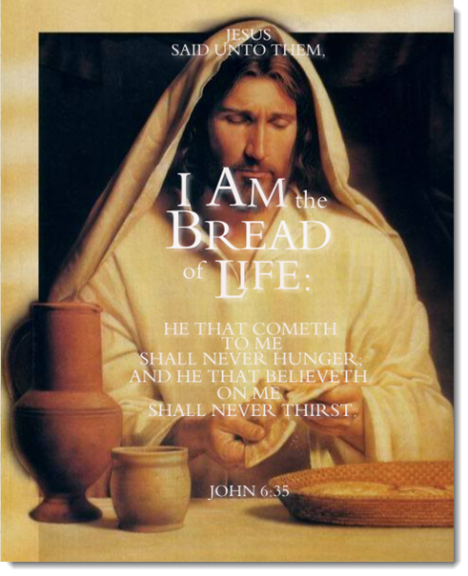 JESUS
SAID UNTO THEM,
I AM the
BREAD
of LIFE:
HE THAT COMETH
TO ME
SHALL NEVER HUNGER;
AND HE THAT BELIEVETH
ON ME
SHALL NEVER THIRST.
JOHN 6:35